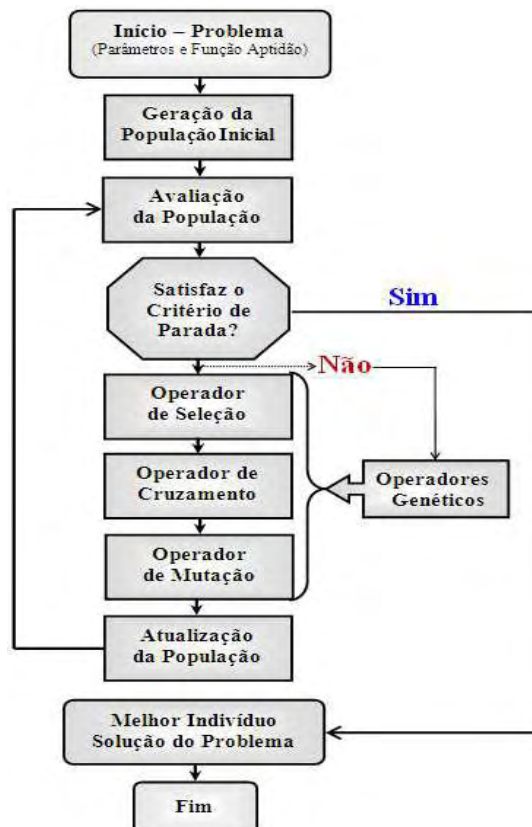 Início – Problema
(Parâmetros e Função Aptidão)
Geração da
População Inicial
Avaliação
da População
Satisfaz o
Critério de
Parada?
Sim
Não
Operador
de Seleção
Operador de
Cruzamento
Operadores
Genéticos
Operador
de Mutação
Atualização
da População
Melhor Indivíduo
Solução do Problema
Fim